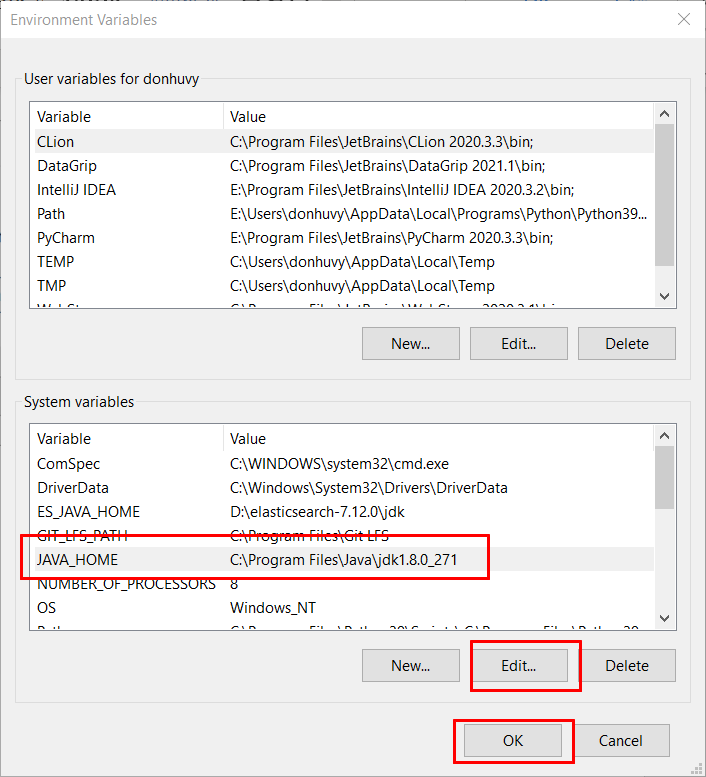 Environment Variables
User variables for donhuvy
Variable Value
CLion C:\Program Files\JetBrains\CLion 2020.3.3\bin;
DataGrip C:\Program Files\JetBrains\DataGrip 2021.1\bin;
IntelliJ IDEA E:\Program Files\JetBrains\IntelliJ IDEA 2020.3.2\bin;
Path E:\Users\donhuvy\AppData\Local\Programs\Python\Python39...
PyCharm E:\Program Files\JetBrains\PyCharm 2020.3.3\bin;
TEMP C:\Users\donhuvy\AppData\Local\Temp
TMP C:\Users\donhuvy\AppData\Local\Temp
New... Edit... Delete
System variables
Variable Value
ComSpec C:\WINDOWS\system32\cmd.exe
DriverData C:\Windows\System32\Drivers\DriverData
ES_JAVA_HOME D:\elasticsearch-7.12.0\jdk
GIT_LFS_PATH C:\Program Files\Git LFS
JAVA_HOME C:\Program Files\Java\jdk1.8.0_271
NUMBER_OF_PROCESSORS 8
OS Windows_NT
New... Edit... Delete
OK Cancel